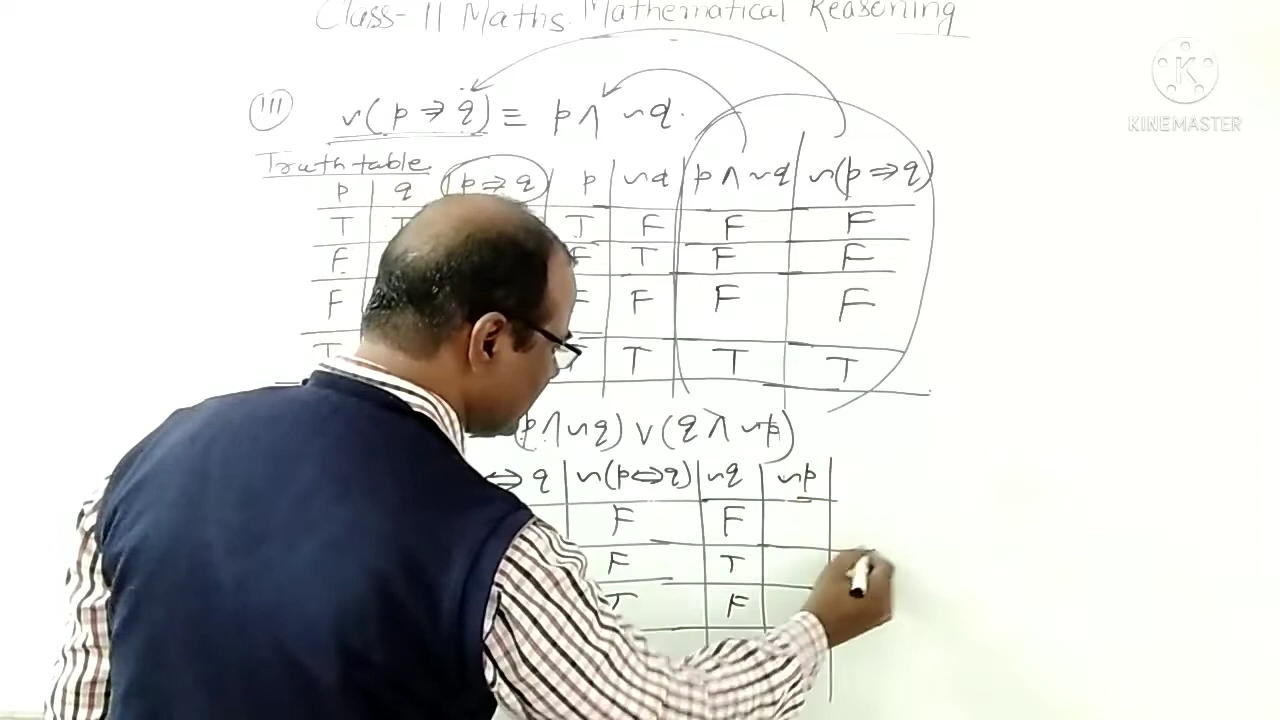 Class-11 Maths. Mathematical Reasoning
KINEMASTER
(iii) ~(p ⇒ q) ≡ p ∧ ~q.
Truth table
p q (p ⇒ q) p ~q p ∧ ~q ~(p ⇒ q)
T T T F F F
F F T F F
F F F F
T T T T
(p ∧ ~q) ∨ (q ∧ ~p)
⇔ q ~(p ⇔ q) ~q ~p
F F
F T
T F